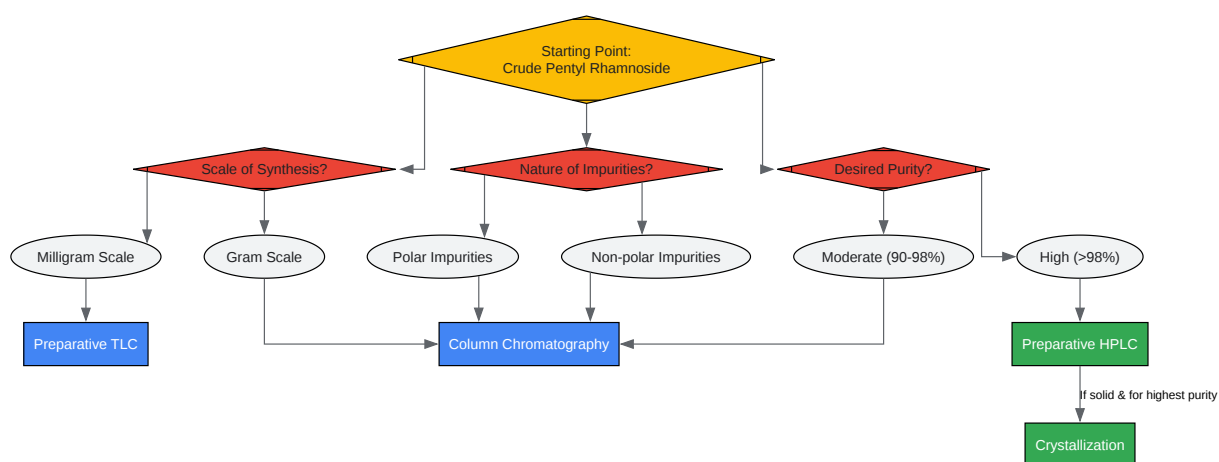 Starting Point:
Crude Pentyl Rhamnoside
Scale of Synthesis?
Nature of Impurities?
Desired Purity?
Milligram Scale
Gram Scale
Polar Impurities
Non-polar Impurities
Moderate (90-98%)
High (>98%)
Preparative TLC
Column Chromatography
Preparative HPLC
If solid & for highest purity
Crystallization